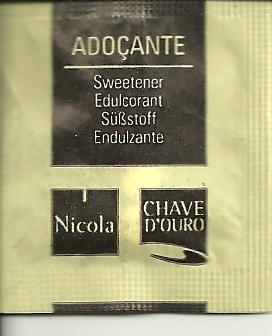 ADOÇANTE
Sweetener
Edulcorant
Süßstoff
Endulzante
Nicola
CHAVE
D'OURO